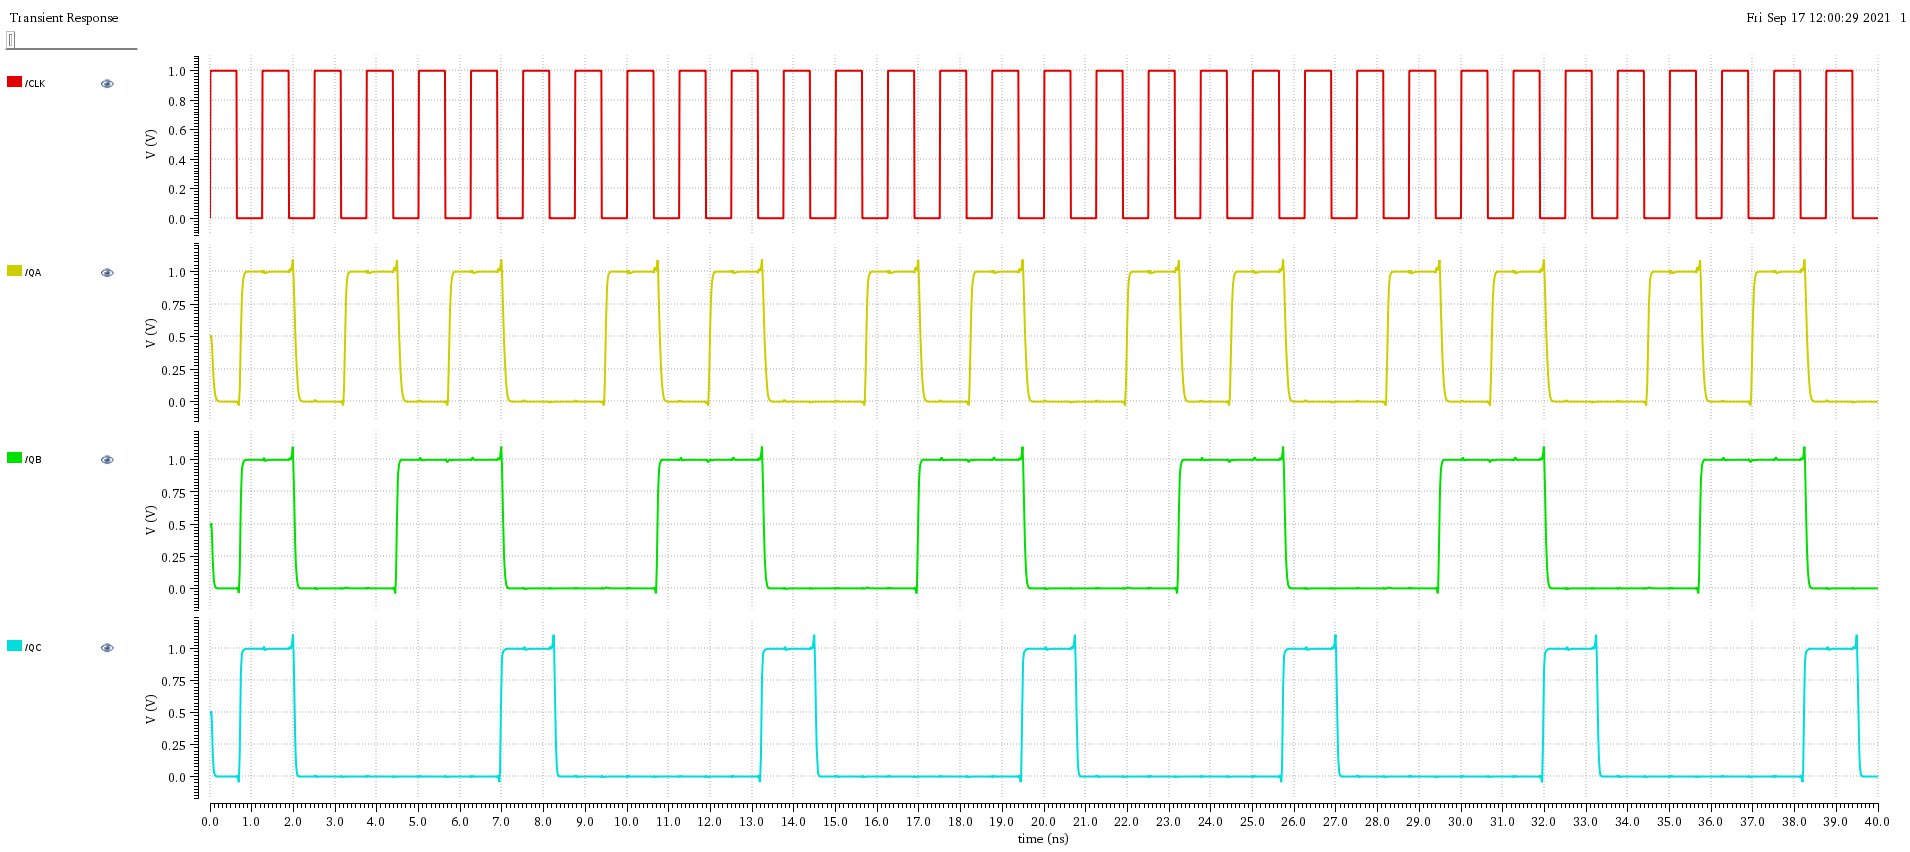 Transient Response
Fri Sep 17 12:00:29 2021 1
/CLK
V (V)
1.0
0.8
0.6
0.4
0.2
0.0
/QA
V (V)
1.0
0.75
0.5
0.25
0.0
/QB
V (V)
1.0
0.75
0.5
0.25
0.0
/QC
V (V)
1.0
0.75
0.5
0.25
0.0
0.0 1.0 2.0 3.0 4.0 5.0 6.0 7.0 8.0 9.0 10.0 11.0 12.0 13.0 14.0 15.0 16.0 17.0 18.0 19.0 20.0 21.0 22.0 23.0 24.0 25.0 26.0 27.0 28.0 29.0 30.0 31.0 32.0 33.0 34.0 35.0 36.0 37.0 38.0 39.0 40.0
time (ns)